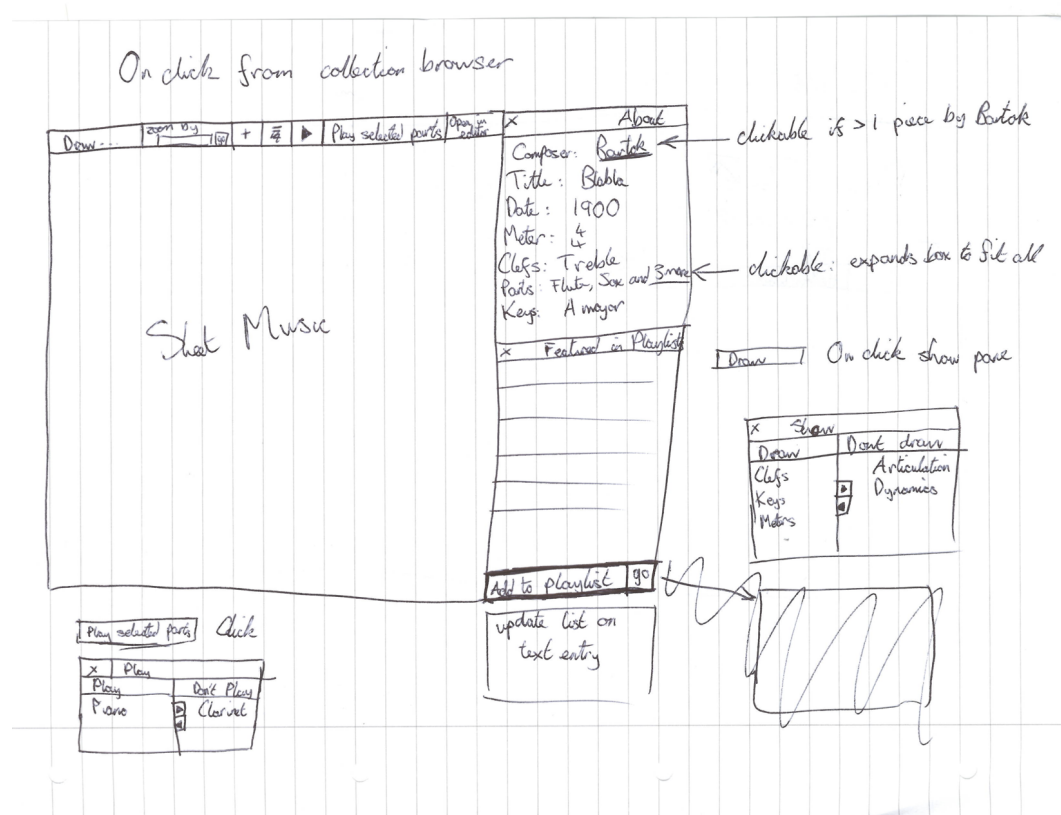 On click from collection browser
Draw...
zoom by
go
+
Play selected parts
Open in
editor
x About
Composer: Bartok
Title: Blabla
Date: 1900
Meter: 4
4
Clefs: Treble
Parts: Flute, Sax and 3 more
Keys: A mayor
clickable if >1 piece by Bartok
clickable: expands box to fit all
Sheet Music
x Featured in Playlists
Draw On click show pane
x Show
Draw Dont draw
Clefs Articulation
Keys Dynamics
Meters
Add to playlist go
update list on
text entry
Play selected parts Click
x Play
Play Don't Play
Piano Clarinet